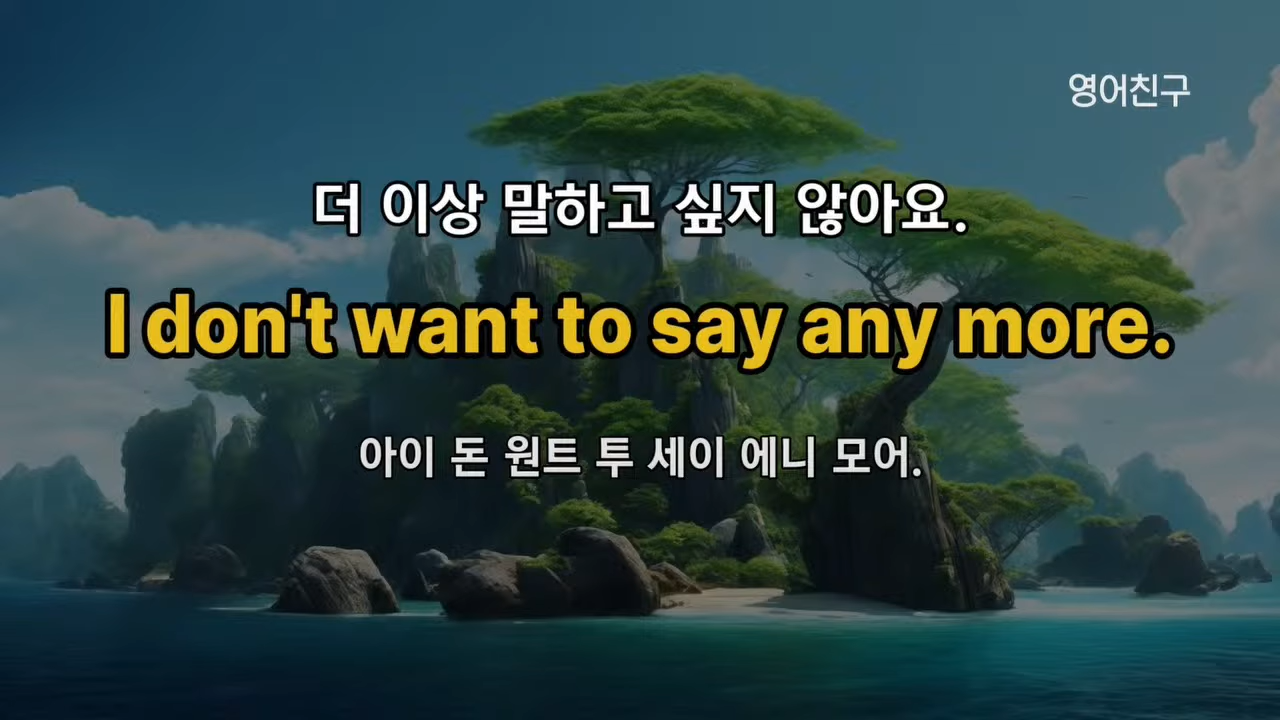 영어친구
더 이상 말하고 싶지 않아요.
I don't want to say any more.
아이 돈 원트 투 세이 에니 모어.